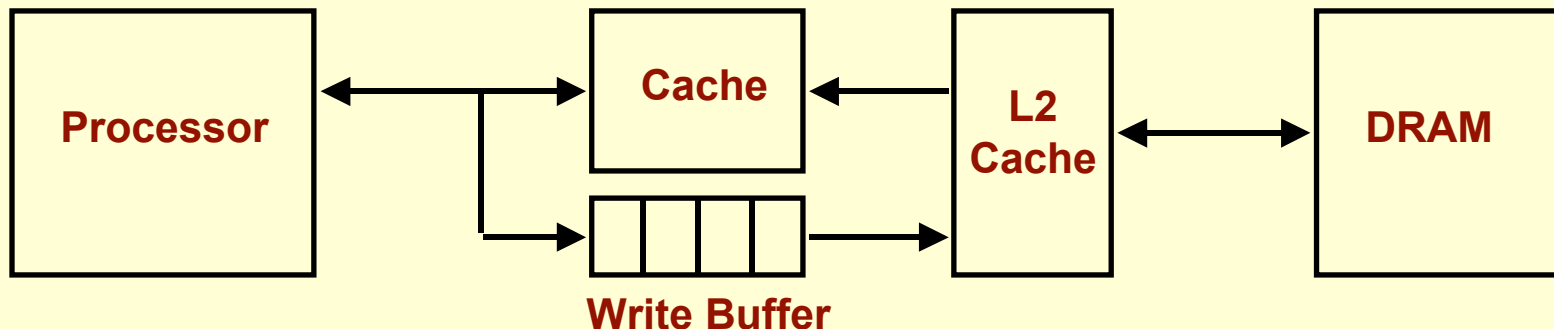 Processor
Cache
L2
Cache
DRAM
Write Buffer